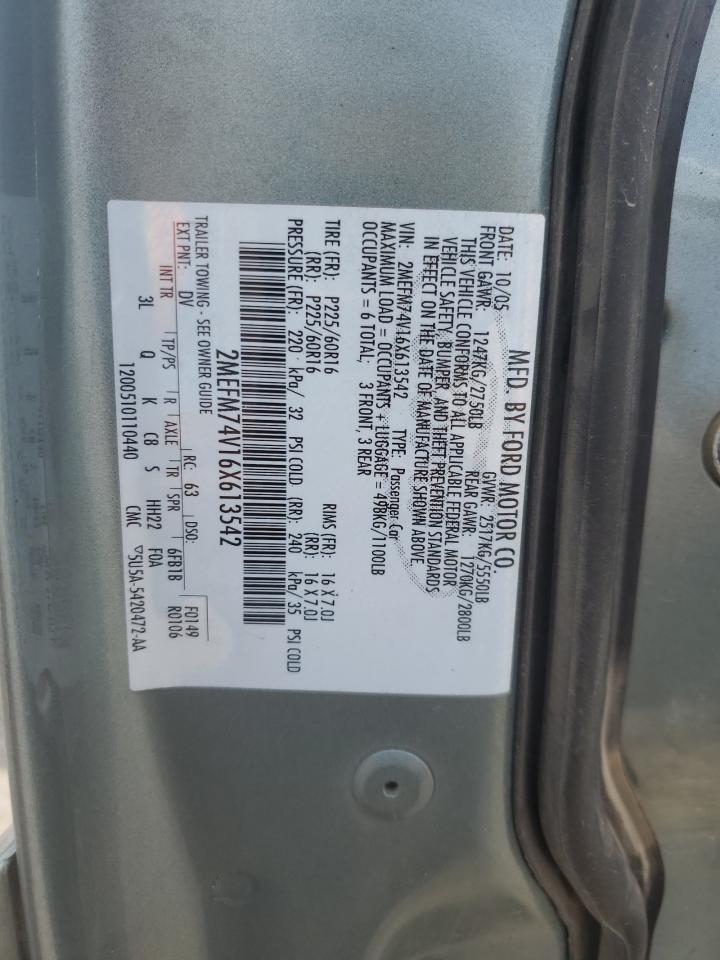 MFD. BY FORD MOTOR CO
DATE: 10/05 GVWR: 2517KG/5550LB
FRONT GAWR: 1247KG/2750LB REAR GAWR: 1270KG/2800LB
THIS VEHICLE CONFORMS TO ALL APPLICABLE FEDERAL MOTOR
VEHICLE SAFETY, BUMPER, AND THEFT PREVENTION STANDARDS
IN EFFECT ON THE DATE OF MANUFACTURE SHOWN ABOVE.
VIN: 2MEFM74V16X613542 TYPE: Passenger Car
MAXIMUM LOAD = OCCUPANTS + LUGGAGE = 498KG/1100LB
OCCUPANTS = 6 TOTAL, 3 FRONT, 3 REAR
TIRE (FR): P225/60R16 RIMS (FR): 16 X 7.0J
(RR): P225/60R16 (RR): 16 X 7.0J
PRESSURE (FR): 220 kPa/ 32 PSI COLD (RR): 240 kPa/ 35 PSI COLD
2MEFM74V16X613542
TRAILER TOWING - SEE OWNER GUIDE
EXT PNT: DV RC: 63 DSO: F0149
INT TR TP/PS R AXLE TR SPR 6FB1B R0106
3L Q K C8 S HH22 FOA
1200510110440 CMC ▽5U5A-5420472-AA